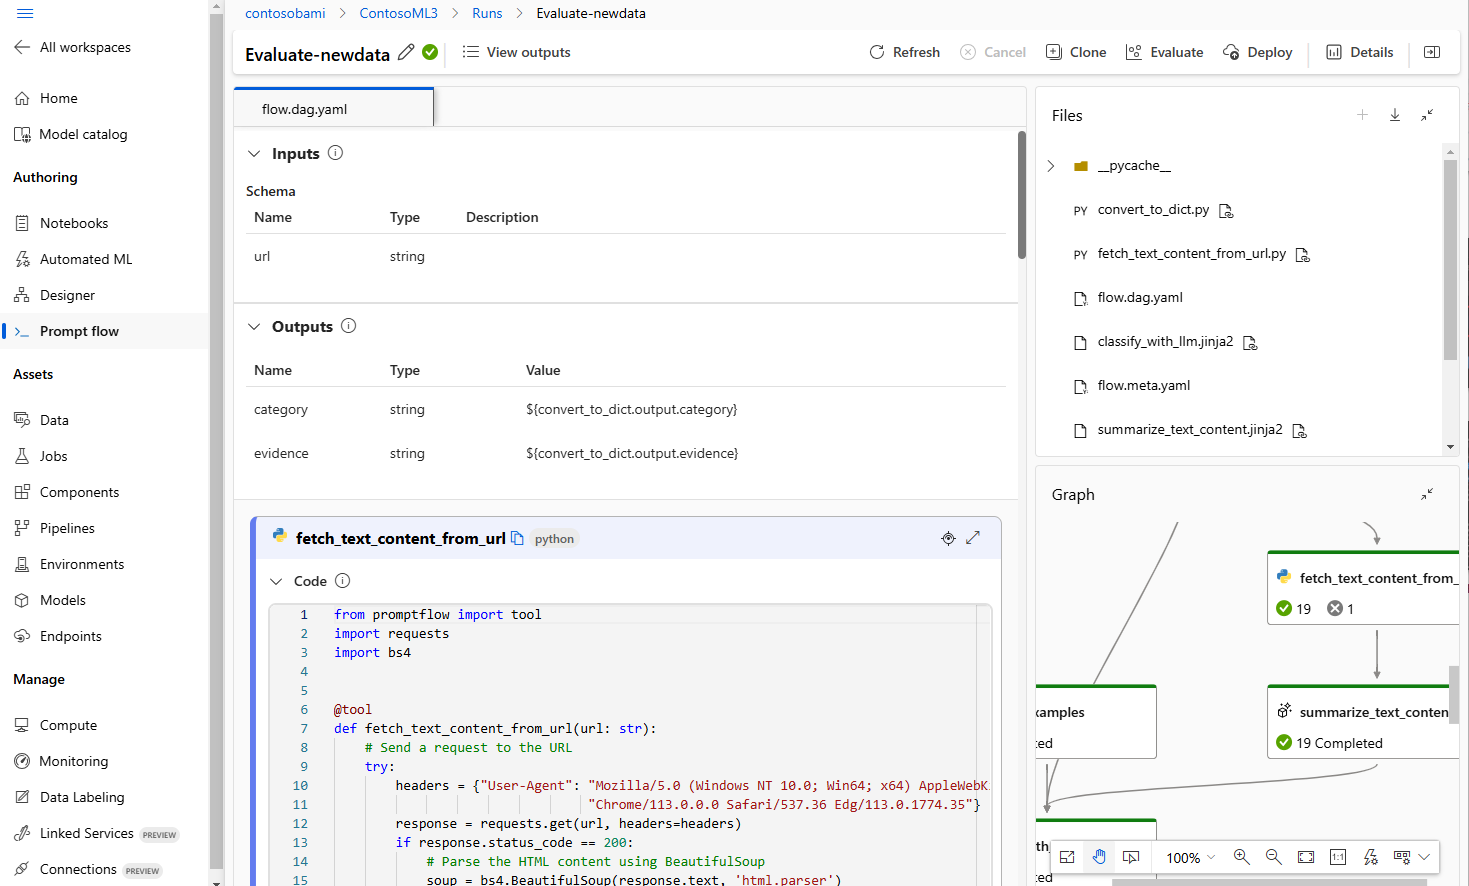 contosobami > ContosoML3 > Runs > Evaluate-newdata
All workspaces
Home
Model catalog
Authoring
Notebooks
Automated ML
Designer
Prompt flow
Assets
Data
Jobs
Components
Pipelines
Environments
Models
Endpoints
Manage
Compute
Monitoring
Data Labeling
Linked Services PREVIEW
Connections PREVIEW
Evaluate-newdata View outputs Refresh Cancel Clone Evaluate Deploy Details
flow.dag.yaml
Inputs
Schema
Name Type Description
url string
Outputs
Name Type Value
category string ${convert_to_dict.output.category}
evidence string ${convert_to_dict.output.evidence}
fetch_text_content_from_url python
Code
1 from promptflow import tool
2 import requests
3 import bs4
4
5
6 @tool
7 def fetch_text_content_from_url(url: str):
8 # Send a request to the URL
9 try:
10 headers = {"User-Agent": "Mozilla/5.0 (Windows NT 10.0; Win64; x64) AppleWebK
11 "Chrome/113.0.0.0 Safari/537.36 Edg/113.0.1774.35"}
12 response = requests.get(url, headers=headers)
13 if response.status_code == 200:
14 # Parse the HTML content using BeautifulSoup
15 soup = bs4.BeautifulSoup(response.text, 'html.parser')
Files
__pycache__
PY convert_to_dict.py
PY fetch_text_content_from_url.py
flow.dag.yaml
classify_with_llm.jinja2
flow.meta.yaml
summarize_text_content.jinja2
Graph
fetch_text_content_from_
19 1
xamples
ted
summarize_text_conten
19 Completed
th_
ed
100% 1:1